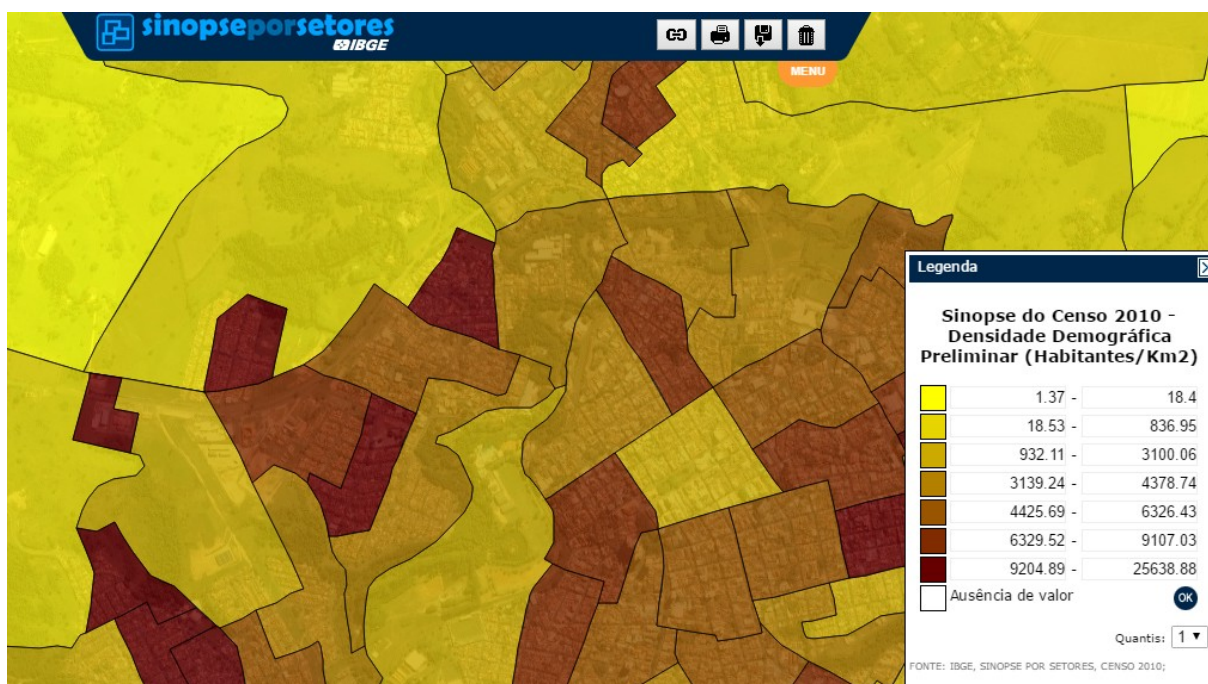 sinopseporsetores
IBGE
MENU
Legenda
Sinopse do Censo 2010 -
Densidade Demográfica
Preliminar (Habitantes/Km2)
1.37 - 18.4
18.53 - 836.95
932.11 - 3100.06
3139.24 - 4378.74
4425.69 - 6326.43
6329.52 - 9107.03
9204.89 - 25638.88
Ausência de valor OK
Quantis: 1
FONTE: IBGE, SINOPSE POR SETORES, CENSO 2010;